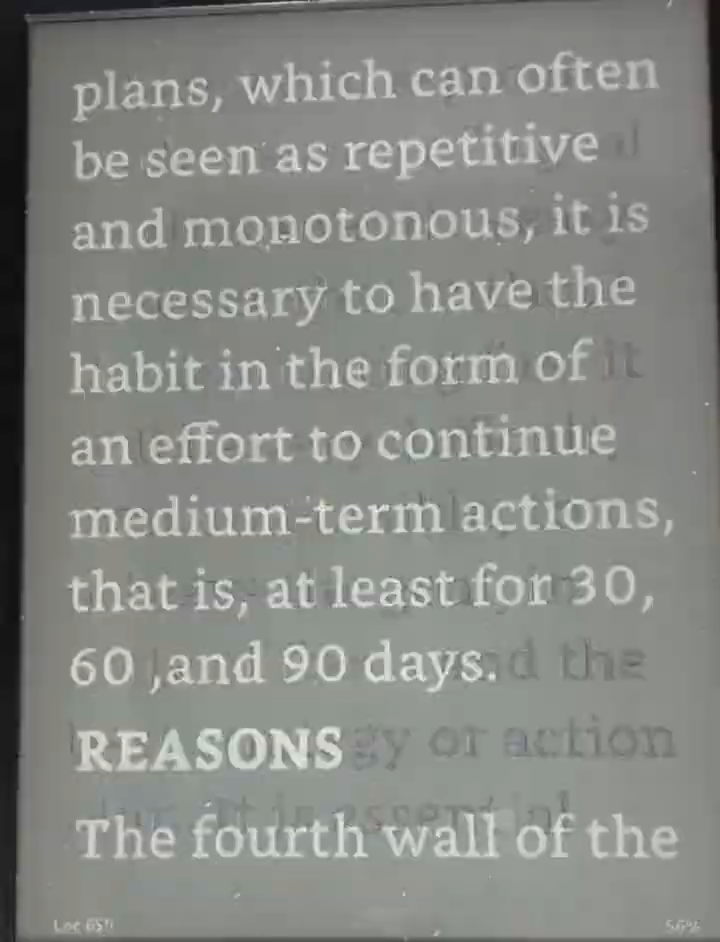 plans, which can often
be seen as repetitive
and monotonous, it is
necessary to have the
habit in the form of
an effort to continue
medium-term actions,
that is, at least for 30,
60 ,and 90 days.
REASONS
The fourth wall of the